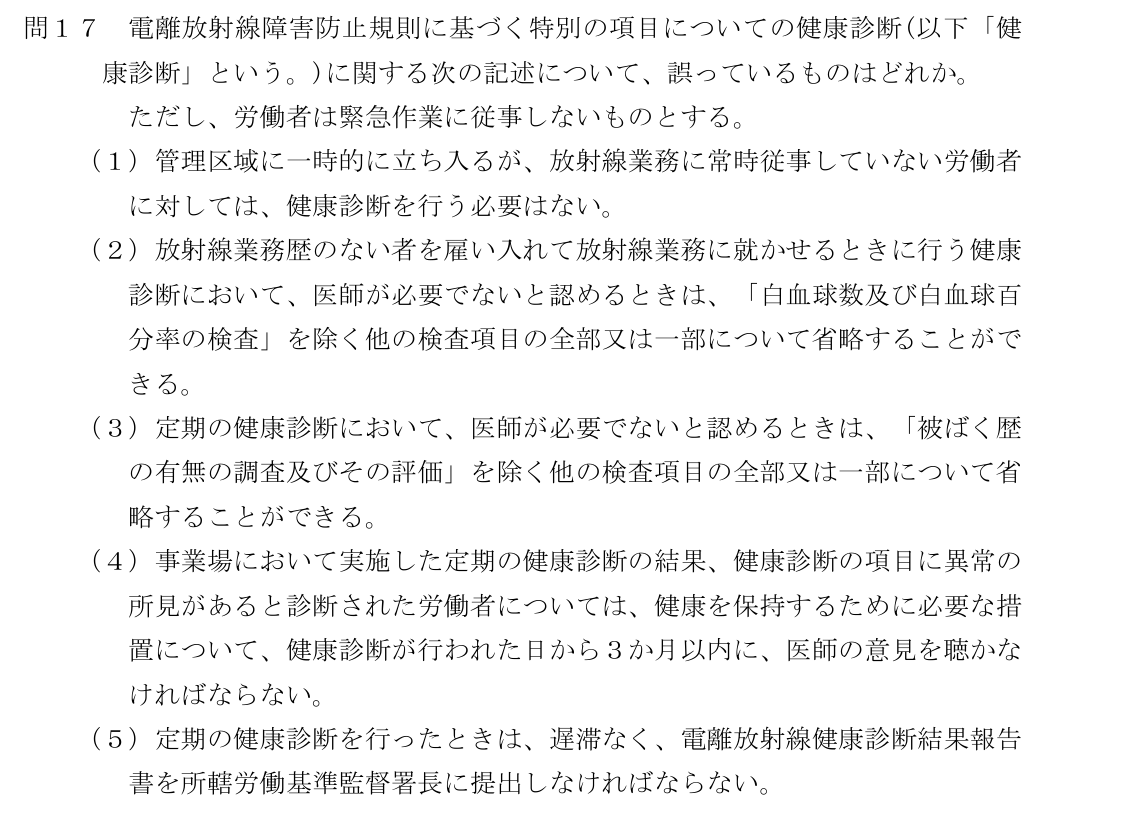 問１７　電離放射線障害防止規則に基づく特別の項目についての健康診断(以下「健
康診断」という。)に関する次の記述について、誤っているものはどれか。
ただし、労働者は緊急作業に従事しないものとする。
（１）管理区域に一時的に立ち入るが、放射線業務に常時従事していない労働者
に対しては、健康診断を行う必要はない。
（２）放射線業務歴のない者を雇い入れて放射線業務に就かせるときに行う健康
診断において、医師が必要でないと認めるときは、「白血球数及び白血球百
分率の検査」を除く他の検査項目の全部又は一部について省略することがで
きる。
（３）定期の健康診断において、医師が必要でないと認めるときは、「被ばく歴
の有無の調査及びその評価」を除く他の検査項目の全部又は一部について省
略することができる。
（４）事業場において実施した定期の健康診断の結果、健康診断の項目に異常の
所見があると診断された労働者については、健康を保持するために必要な措
置について、健康診断が行われた日から３か月以内に、医師の意見を聴かな
ければならない。
（５）定期の健康診断を行ったときは、遅滞なく、電離放射線健康診断結果報告
書を所轄労働基準監督署長に提出しなければならない。